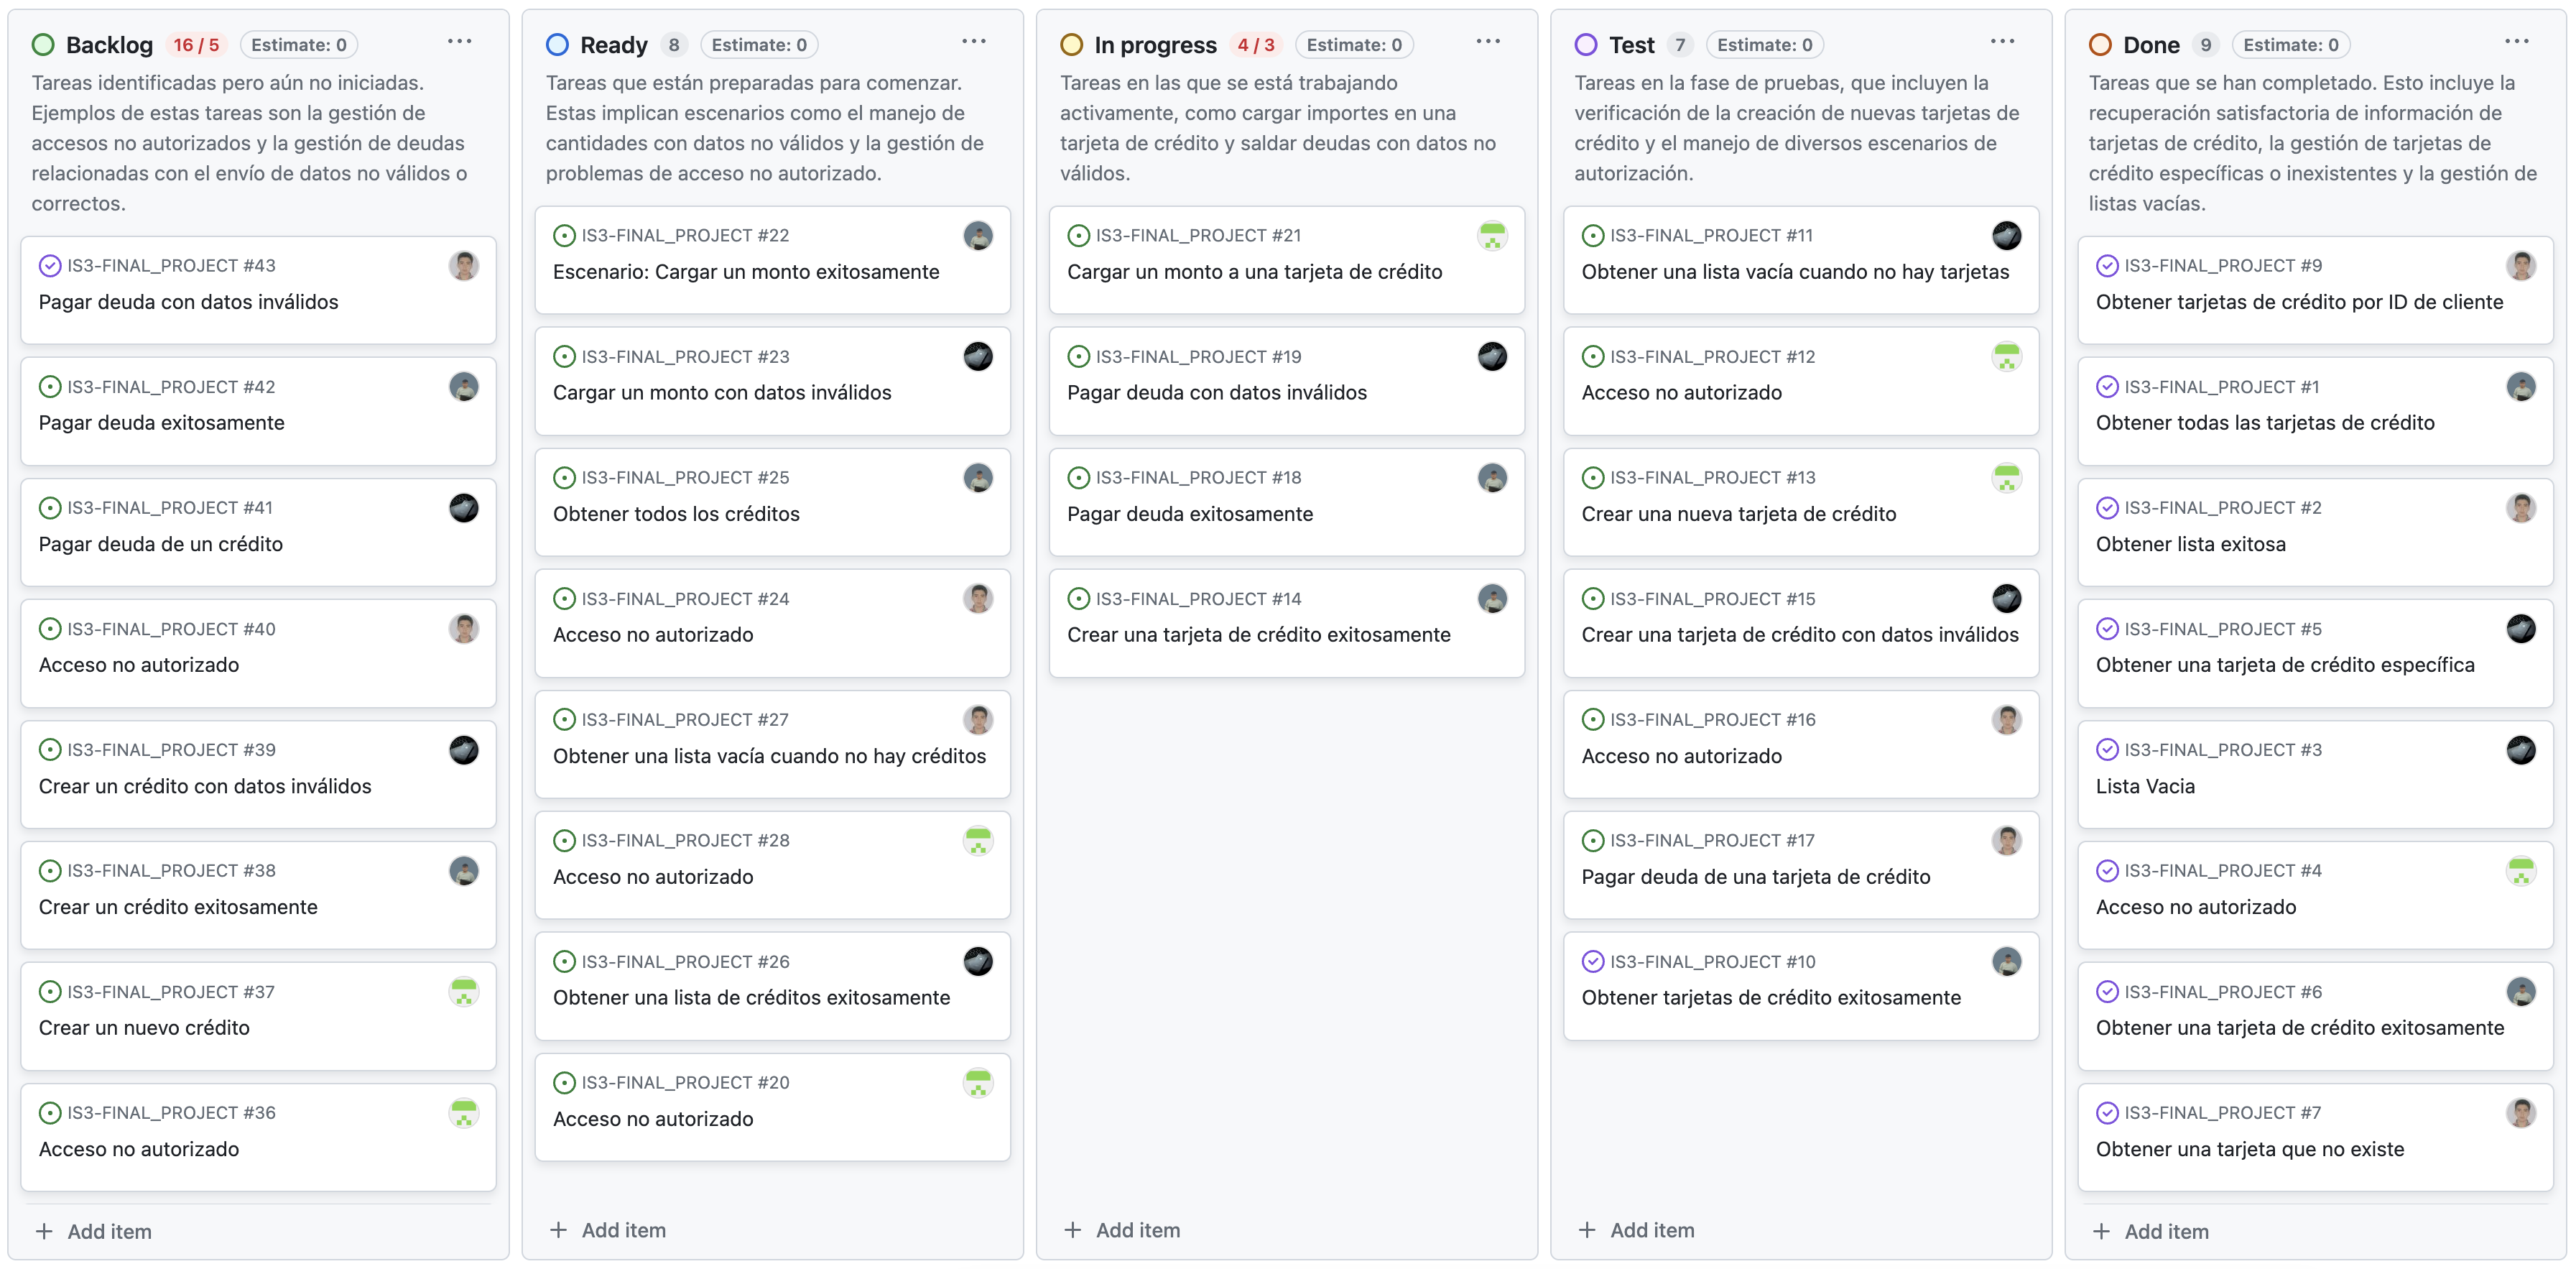 Backlog 16 / 5 Estimate: 0 ...
Tareas identificadas pero aún no iniciadas.
Ejemplos de estas tareas son la gestión de
accesos no autorizados y la gestión de deudas
relacionadas con el envío de datos no válidos o
correctos.
IS3-FINAL_PROJECT #43
Pagar deuda con datos inválidos
IS3-FINAL_PROJECT #42
Pagar deuda exitosamente
IS3-FINAL_PROJECT #41
Pagar deuda de un crédito
IS3-FINAL_PROJECT #40
Acceso no autorizado
IS3-FINAL_PROJECT #39
Crear un crédito con datos inválidos
IS3-FINAL_PROJECT #38
Crear un crédito exitosamente
IS3-FINAL_PROJECT #37
Crear un nuevo crédito
IS3-FINAL_PROJECT #36
Acceso no autorizado
+ Add item
Ready 8 Estimate: 0 ...
Tareas que están preparadas para comenzar.
Estas implican escenarios como el manejo de
cantidades con datos no válidos y la gestión de
problemas de acceso no autorizado.
IS3-FINAL_PROJECT #22
Escenario: Cargar un monto exitosamente
IS3-FINAL_PROJECT #23
Cargar un monto con datos inválidos
IS3-FINAL_PROJECT #25
Obtener todos los créditos
IS3-FINAL_PROJECT #24
Acceso no autorizado
IS3-FINAL_PROJECT #27
Obtener una lista vacía cuando no hay créditos
IS3-FINAL_PROJECT #28
Acceso no autorizado
IS3-FINAL_PROJECT #26
Obtener una lista de créditos exitosamente
IS3-FINAL_PROJECT #20
Acceso no autorizado
+ Add item
In progress 4 / 3 Estimate: 0 ...
Tareas en las que se está trabajando
activamente, como cargar importes en una
tarjeta de crédito y saldar deudas con datos no
válidos.
IS3-FINAL_PROJECT #21
Cargar un monto a una tarjeta de crédito
IS3-FINAL_PROJECT #19
Pagar deuda con datos inválidos
IS3-FINAL_PROJECT #18
Pagar deuda exitosamente
IS3-FINAL_PROJECT #14
Crear una tarjeta de crédito exitosamente
+ Add item
Test 7 Estimate: 0 ...
Tareas en la fase de pruebas, que incluyen la
verificación de la creación de nuevas tarjetas de
crédito y el manejo de diversos escenarios de
autorización.
IS3-FINAL_PROJECT #11
Obtener una lista vacía cuando no hay tarjetas
IS3-FINAL_PROJECT #12
Acceso no autorizado
IS3-FINAL_PROJECT #13
Crear una nueva tarjeta de crédito
IS3-FINAL_PROJECT #15
Crear una tarjeta de crédito con datos inválidos
IS3-FINAL_PROJECT #16
Acceso no autorizado
IS3-FINAL_PROJECT #17
Pagar deuda de una tarjeta de crédito
IS3-FINAL_PROJECT #10
Obtener tarjetas de crédito exitosamente
+ Add item
Done 9 Estimate: 0 ...
Tareas que se han completado. Esto incluye la
recuperación satisfactoria de información de
tarjetas de crédito, la gestión de tarjetas de
crédito específicas o inexistentes y la gestión de
listas vacías.
IS3-FINAL_PROJECT #9
Obtener tarjetas de crédito por ID de cliente
IS3-FINAL_PROJECT #1
Obtener todas las tarjetas de crédito
IS3-FINAL_PROJECT #2
Obtener lista exitosa
IS3-FINAL_PROJECT #5
Obtener una tarjeta de crédito específica
IS3-FINAL_PROJECT #3
Lista Vacia
IS3-FINAL_PROJECT #4
Acceso no autorizado
IS3-FINAL_PROJECT #6
Obtener una tarjeta de crédito exitosamente
IS3-FINAL_PROJECT #7
Obtener una tarjeta que no existe
+ Add item